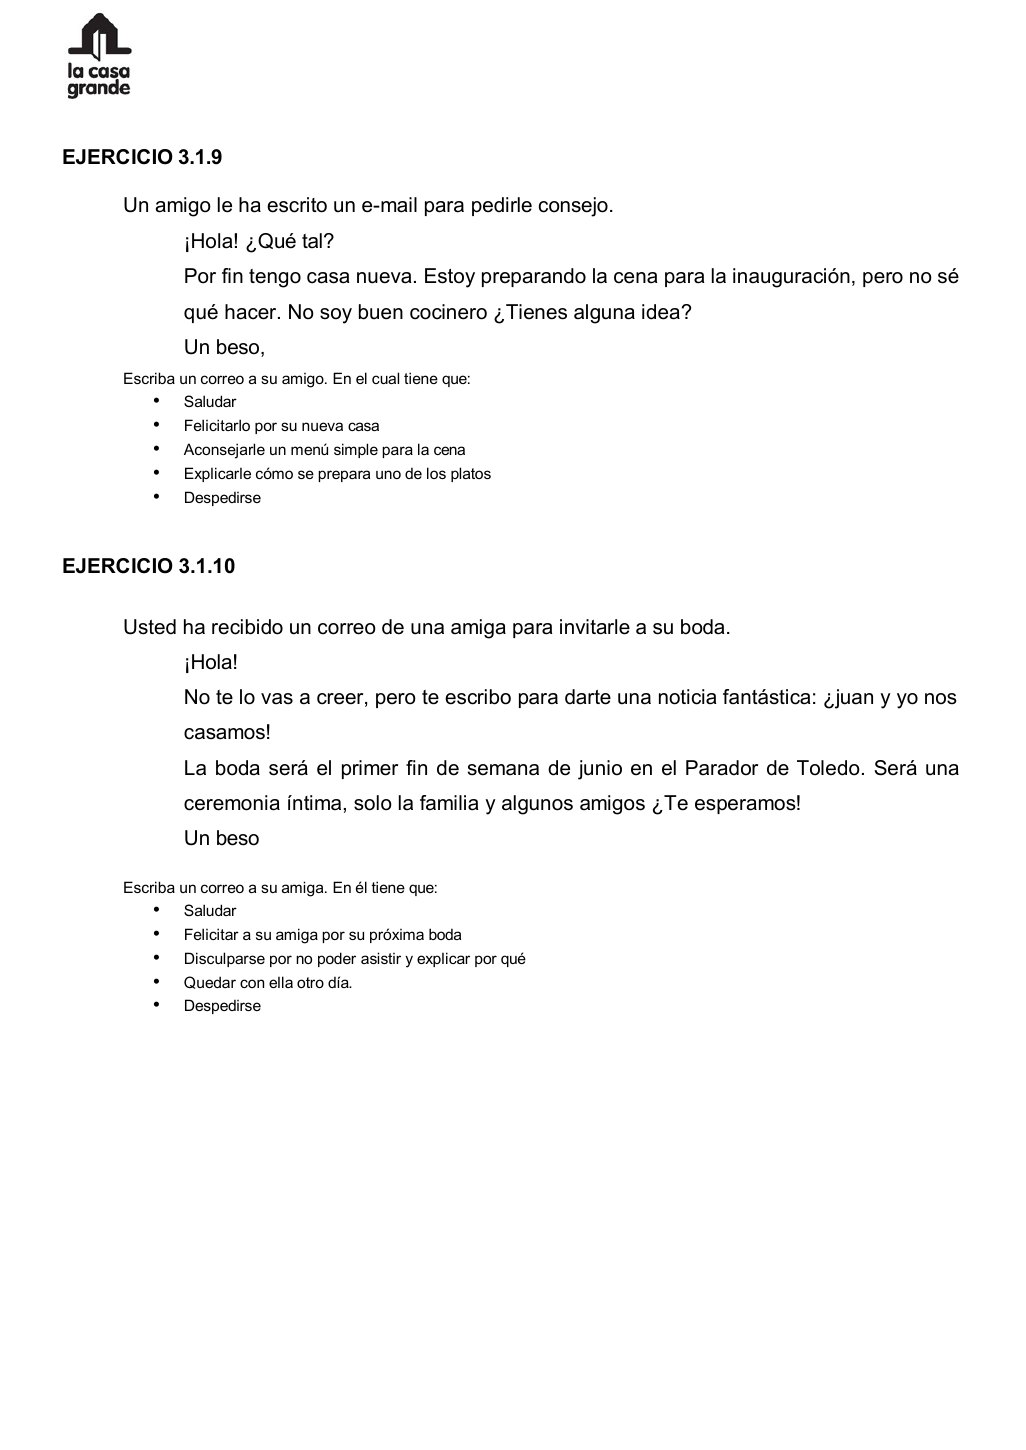 la casa
grande
EJERCICIO 3.1.9
Un amigo le ha escrito un e-mail para pedirle consejo.
¡Hola! ¿Qué tal?
Por fin tengo casa nueva. Estoy preparando la cena para la inauguración, pero no sé
qué hacer. No soy buen cocinero ¿Tienes alguna idea?
Un beso,
Escriba un correo a su amigo. En el cual tiene que:
• Saludar
• Felicitarlo por su nueva casa
• Aconsejarle un menú simple para la cena
• Explicarle cómo se prepara uno de los platos
• Despedirse
EJERCICIO 3.1.10
Usted ha recibido un correo de una amiga para invitarle a su boda.
¡Hola!
No te lo vas a creer, pero te escribo para darte una noticia fantástica: ¿juan y yo nos
casamos!
La boda será el primer fin de semana de junio en el Parador de Toledo. Será una
ceremonia íntima, solo la familia y algunos amigos ¿Te esperamos!
Un beso
Escriba un correo a su amiga. En él tiene que:
• Saludar
• Felicitar a su amiga por su próxima boda
• Disculparse por no poder asistir y explicar por qué
• Quedar con ella otro día.
• Despedirse